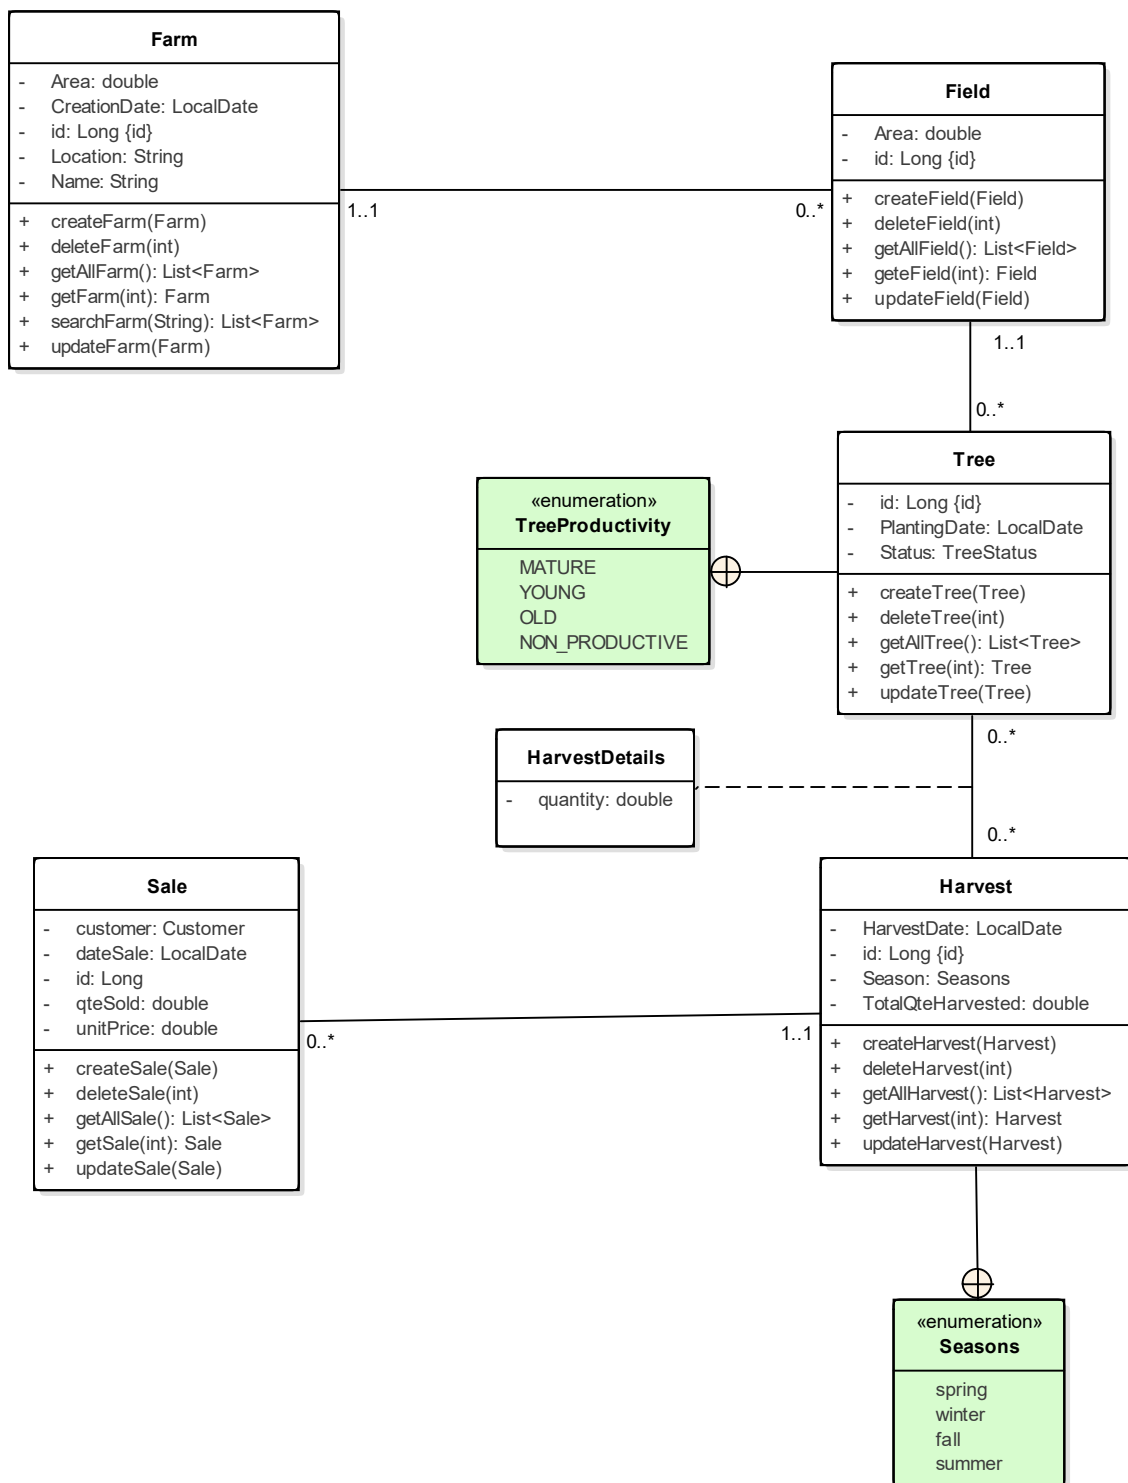 Farm
- Area: double
- CreationDate: LocalDate
- id: Long {id}
- Location: String
- Name: String
+ createFarm(Farm)
+ deleteFarm(int)
+ getAllFarm(): List<Farm>
+ getFarm(int): Farm
+ searchFarm(String): List<Farm>
+ updateFarm(Farm)
1..1
0..*
Field
- Area: double
- id: Long {id}
+ createField(Field)
+ deleteField(int)
+ getAllField(): List<Field>
+ geteField(int): Field
+ updateField(Field)
1..1
0..*
«enumeration»
TreeProductivity
MATURE
YOUNG
OLD
NON_PRODUCTIVE
Tree
- id: Long {id}
- PlantingDate: LocalDate
- Status: TreeStatus
+ createTree(Tree)
+ deleteTree(int)
+ getAllTree(): List<Tree>
+ getTree(int): Tree
+ updateTree(Tree)
0..*
HarvestDetails
- quantity: double
0..*
Sale
- customer: Customer
- dateSale: LocalDate
- id: Long
- qteSold: double
- unitPrice: double
+ createSale(Sale)
+ deleteSale(int)
+ getAllSale(): List<Sale>
+ getSale(int): Sale
+ updateSale(Sale)
0..*
1..1
Harvest
- HarvestDate: LocalDate
- id: Long {id}
- Season: Seasons
- TotalQteHarvested: double
+ createHarvest(Harvest)
+ deleteHarvest(int)
+ getAllHarvest(): List<Harvest>
+ getHarvest(int): Harvest
+ updateHarvest(Harvest)
«enumeration»
Seasons
spring
winter
fall
summer